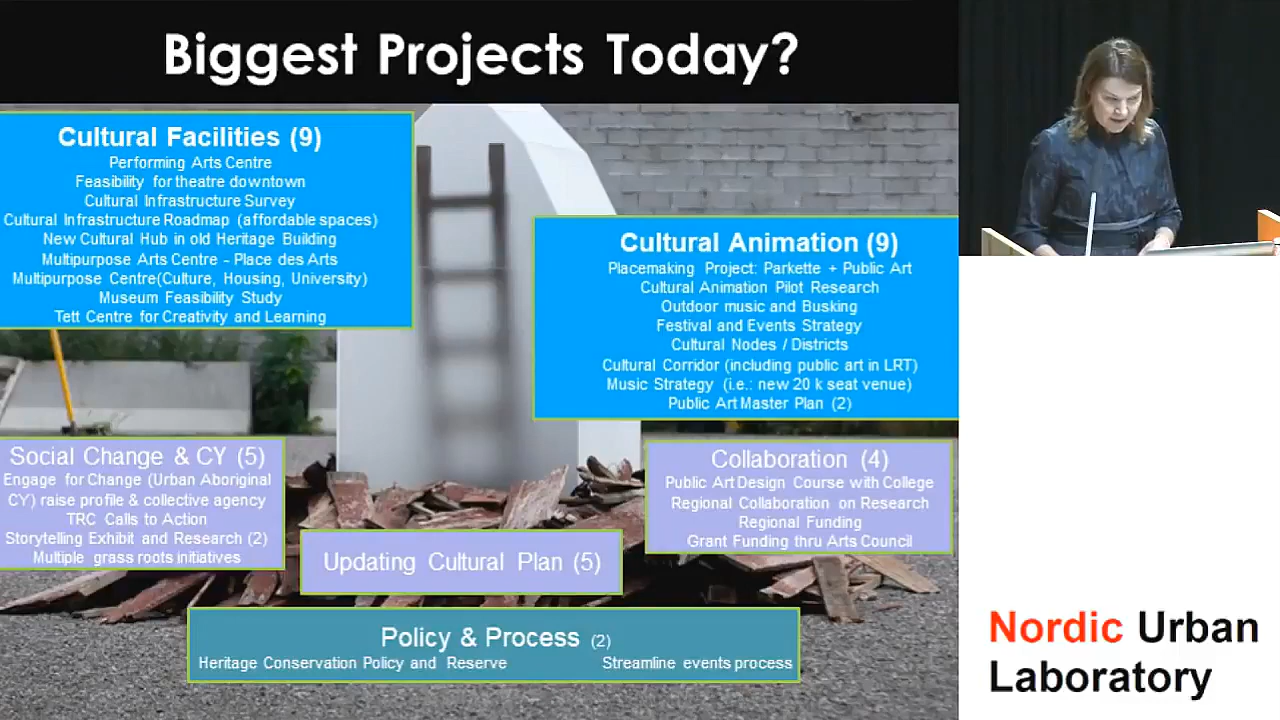 Biggest Projects Today?
Cultural Facilities (9)
Performing Arts Centre
Feasibility for theatre downtown
Cultural Infrastructure Survey
Cultural Infrastructure Roadmap (affordable spaces)
New Cultural Hub in old Heritage Building
Multipurpose Arts Centre - Place des Arts
Multipurpose Centre(Culture, Housing, University)
Museum Feasibility Study
Tett Centre for Creativity and Learning
Cultural Animation (9)
Placemaking Project: Parkette + Public Art
Cultural Animation Pilot Research
Outdoor music and Busking
Festival and Events Strategy
Cultural Nodes / Districts
Cultural Corridor (including public art in LRT)
Music Strategy (i.e.: new 20 k seat venue)
Public Art Master Plan (2)
Social Change & CY (5)
Engage for Change (Urban Aboriginal
CY) raise profile & collective agency
TRC Calls to Action
Storytelling Exhibit and Research (2)
Multiple grass roots initiatives
Collaboration (4)
Public Art Design Course with College
Regional Collaboration on Research
Regional Funding
Grant Funding thru Arts Council
Updating Cultural Plan (5)
Policy & Process (2)
Heritage Conservation Policy and Reserve Streamline events process
Nordic Urban
Laboratory